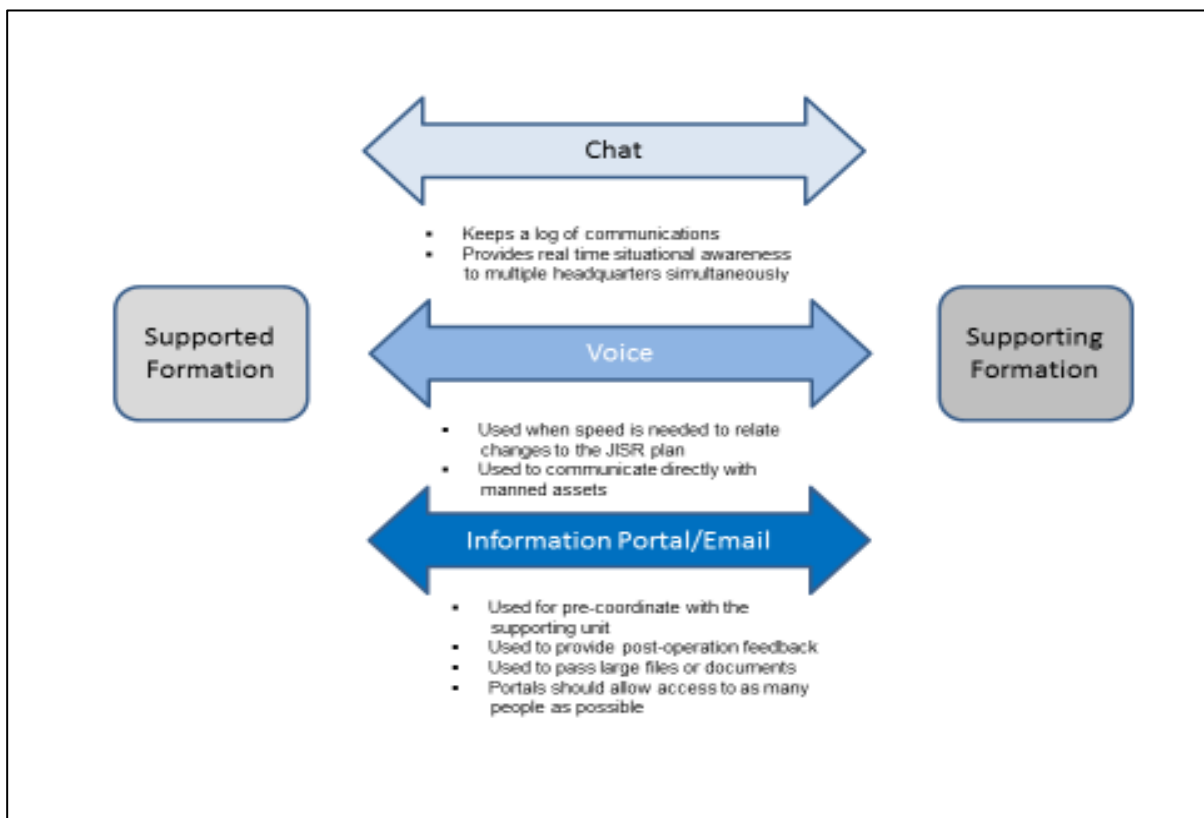 Chat
▪ Keeps a log of communications
▪ Provides real time situational awareness
to multiple headquarters simultaneously
Supported
Formation
Voice
Supporting
Formation
▪ Used when speed is needed to relate
changes to the JISR plan
▪ Used to communicate directly with
manned assets
Information Portal/Email
▪ Used for pre-coordinate with the
supporting unit
▪ Used to provide post-operation feedback
▪ Used to pass large files or documents
▪ Portals should allow access to as many
people as possible